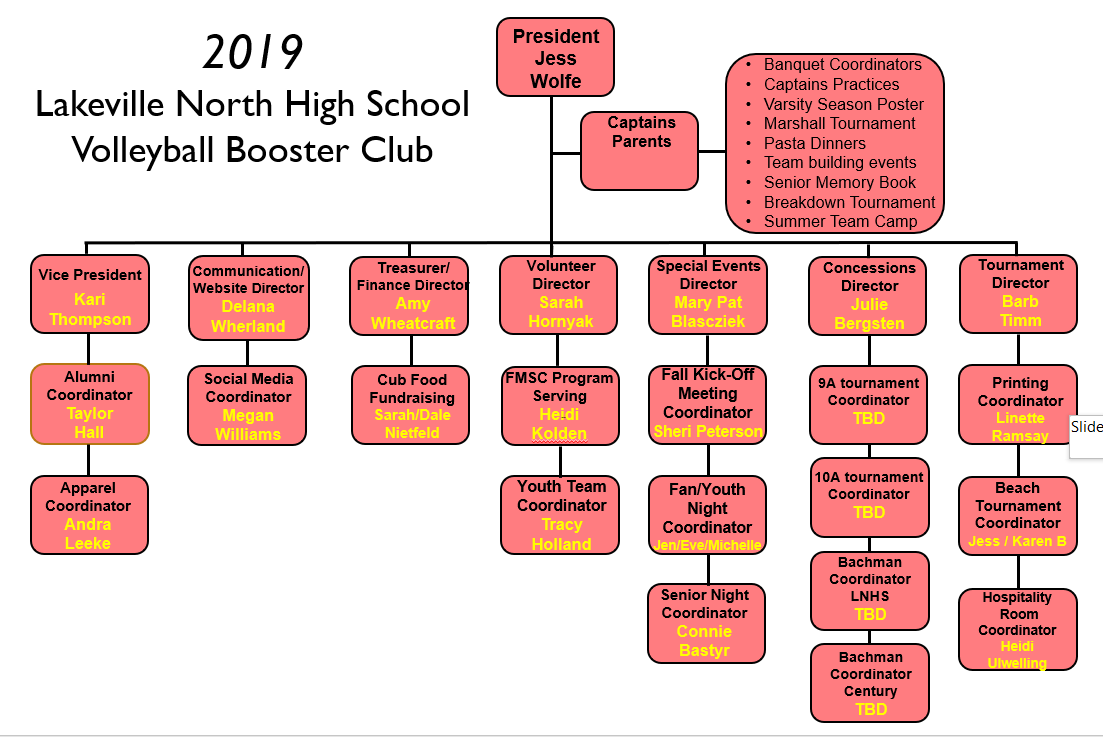 2019
Lakeville North High School
Volleyball Booster Club
President
Jess
Wolfe
Captains
Parents
• Banquet Coordinators
• Captains Practices
• Varsity Season Poster
• Marshall Tournament
• Pasta Dinners
• Team building events
• Senior Memory Book
• Breakdown Tournament
• Summer Team Camp
Vice President
Kari
Thompson
Alumni
Coordinator
Taylor
Hall
Apparel
Coordinator
Andra
Leeke
Communication/
Website Director
Delana
Wherland
Social Media
Coordinator
Megan
Williams
Treasurer/
Finance Director
Amy
Wheatcraft
Cub Food
Fundraising
Sarah/Dale
Nietfeld
Volunteer
Director
Sarah
Hornyak
FMSC Program
Serving
Heidi
Kolden
Youth Team
Coordinator
Tracy
Holland
Special Events
Director
Mary Pat
Blascziek
Fall Kick-Off
Meeting
Coordinator
Sheri Peterson
Fan/Youth
Night
Coordinator
Jen/Eve/Michelle
Senior Night
Coordinator
Connie
Bastyr
Concessions
Director
Julie
Bergsten
9A tournament
Coordinator
TBD
10A tournament
Coordinator
TBD
Bachman
Coordinator
LNHS
TBD
Bachman
Coordinator
Century
TBD
Tournament
Director
Barb
Timm
Printing
Coordinator
Linette
Ramsay
Beach
Tournament
Coordinator
Jess / Karen B
Hospitality
Room
Coordinator
Heidi
Ulwelling
Slide